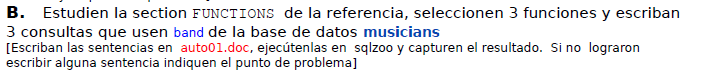 B. Estudien la section FUNCTIONS de la referencia, seleccionen 3 funciones y escriban
3 consultas que usen band de la base de datos musicians
[Escriban las sentencias en auto01.doc, ejecútenlas en sqlzoo y capturen el resultado. Si no lograron
escribir alguna sentencia indiquen el punto de problema]